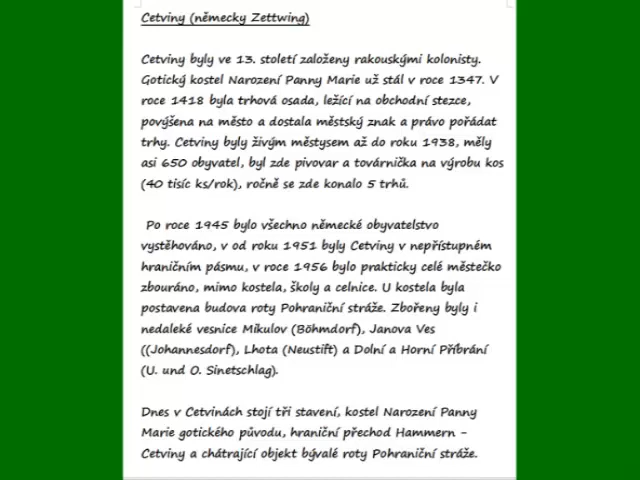 Cetviny (německy Zettwing)
Cetviny byly ve 13. století založeny rakouskými kolonisty.
Gotický kostel Narození Panny Marie už stál v roce 1347. V
roce 1418 byla trhová osada, ležící na obchodní stezce,
povýšena na město a dostala městský znak a právo pořádat
trhy. Cetviny byly živým městysem až do roku 1938, měly
asi 650 obyvatel, byl zde pivovar a továrnička na výrobu kos
(40 tisíc ks/rok), ročně se zde konalo 5 trhů.
Po roce 1945 bylo všechno německé obyvatelstvo
vystěhováno, v od roku 1951 byly Cetviny v nepřístupném
hraničním pásmu, v roce 1956 bylo prakticky celé městečko
zbouráno, mimo kostela, školy a celnice. U kostela byla
postavena budova roty Pohraniční stráže. Zbořeny byly i
nedaleké vesnice Mikulov (Böhmdorf), Janova Ves
((Johannesdorf), Lhota (Neustift) a Dolní a Horní Příbrání
(U. und O. Sinetschlag).
Dnes v Cetvinách stojí tři stavení, kostel Narození Panny
Marie gotického původu, hraniční přechod Hammern -
Cetviny a chátrající objekt bývalé roty Pohraniční stráže.